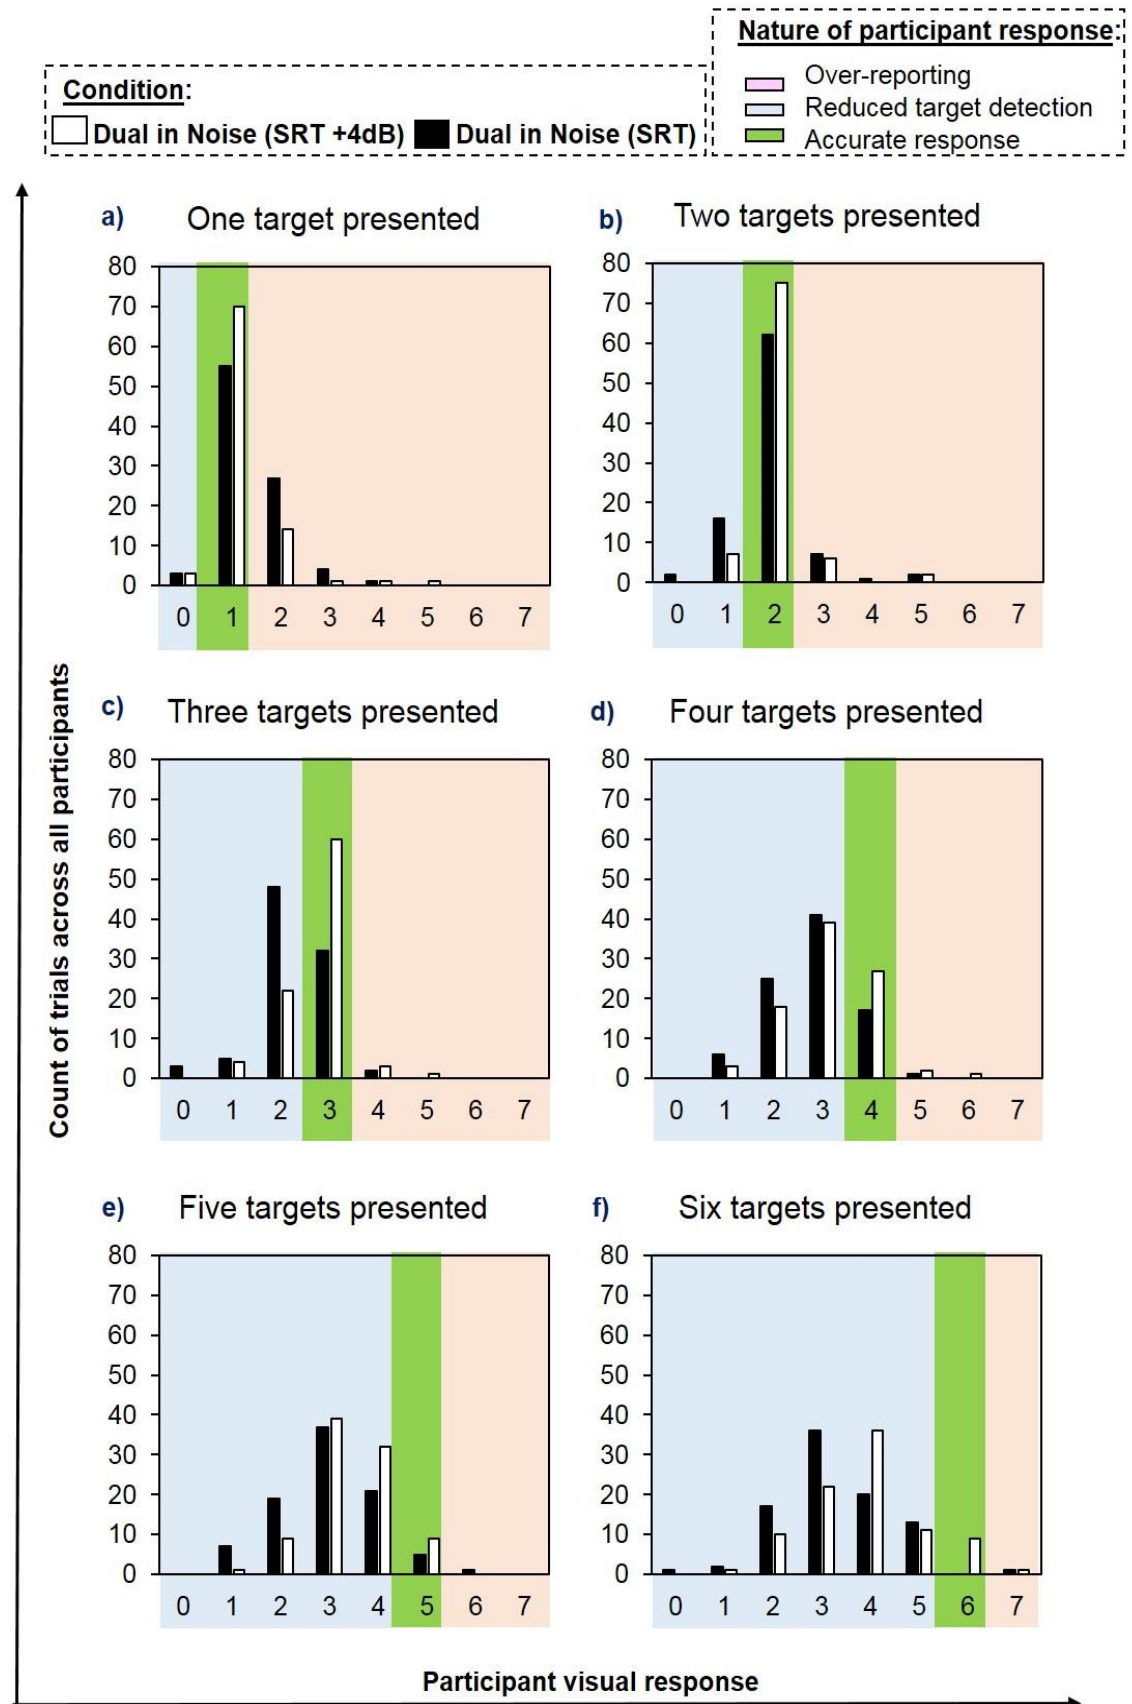 Nature of participant response:
Over-reporting
Reduced target detection
Accurate response
Condition:
Dual in Noise (SRT +4dB) Dual in Noise (SRT)
a) One target presented
80
70
60
50
40
30
20
10
0
0 1 2 3 4 5 6 7
b) Two targets presented
80
70
60
50
40
30
20
10
0
0 1 2 3 4 5 6 7
c) Three targets presented
80
70
60
50
40
30
20
10
0
0 1 2 3 4 5 6 7
d) Four targets presented
80
70
60
50
40
30
20
10
0
0 1 2 3 4 5 6 7
e) Five targets presented
80
70
60
50
40
30
20
10
0
0 1 2 3 4 5 6 7
f) Six targets presented
80
70
60
50
40
30
20
10
0
0 1 2 3 4 5 6 7
Count of trials across all participants
Participant visual response